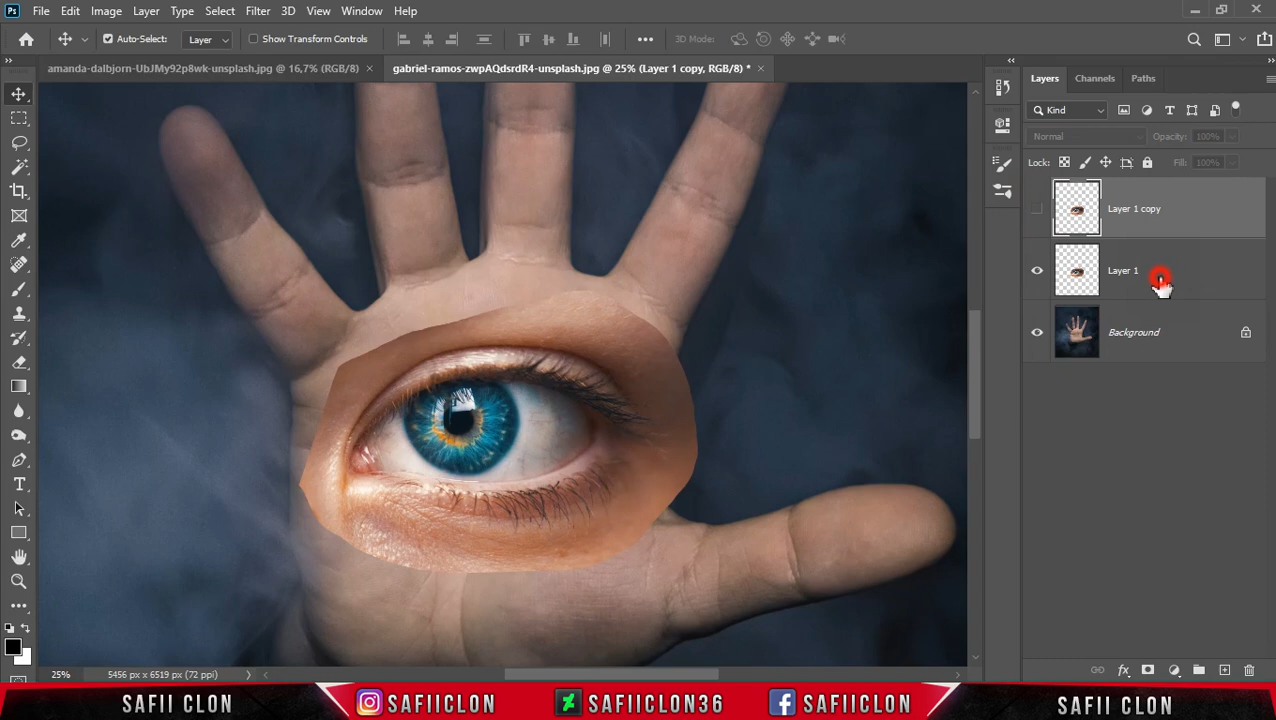 Ps File Edit Image Layer Type Select Filter 3D View Window Help
Auto-Select: Layer Show Transform Controls 3D Mode:
amanda-dalbjorn-UbJMy92p8wk-unsplash.jpg @ 16,7% (RGB/8) × gabriel-ramos-zwpAQdsrdR4-unsplash.jpg @ 25% (Layer 1 copy, RGB/8) * ×
Layers Channels Paths
Kind
Normal Opacity: 100%
Lock: Fill: 100%
Layer 1 copy
Layer 1
Background
25% 5456 px x 6519 px (72 ppi)
SAFII CLON SAFIICLON SAFIICLON36 SAFIICLON SAFII CLON